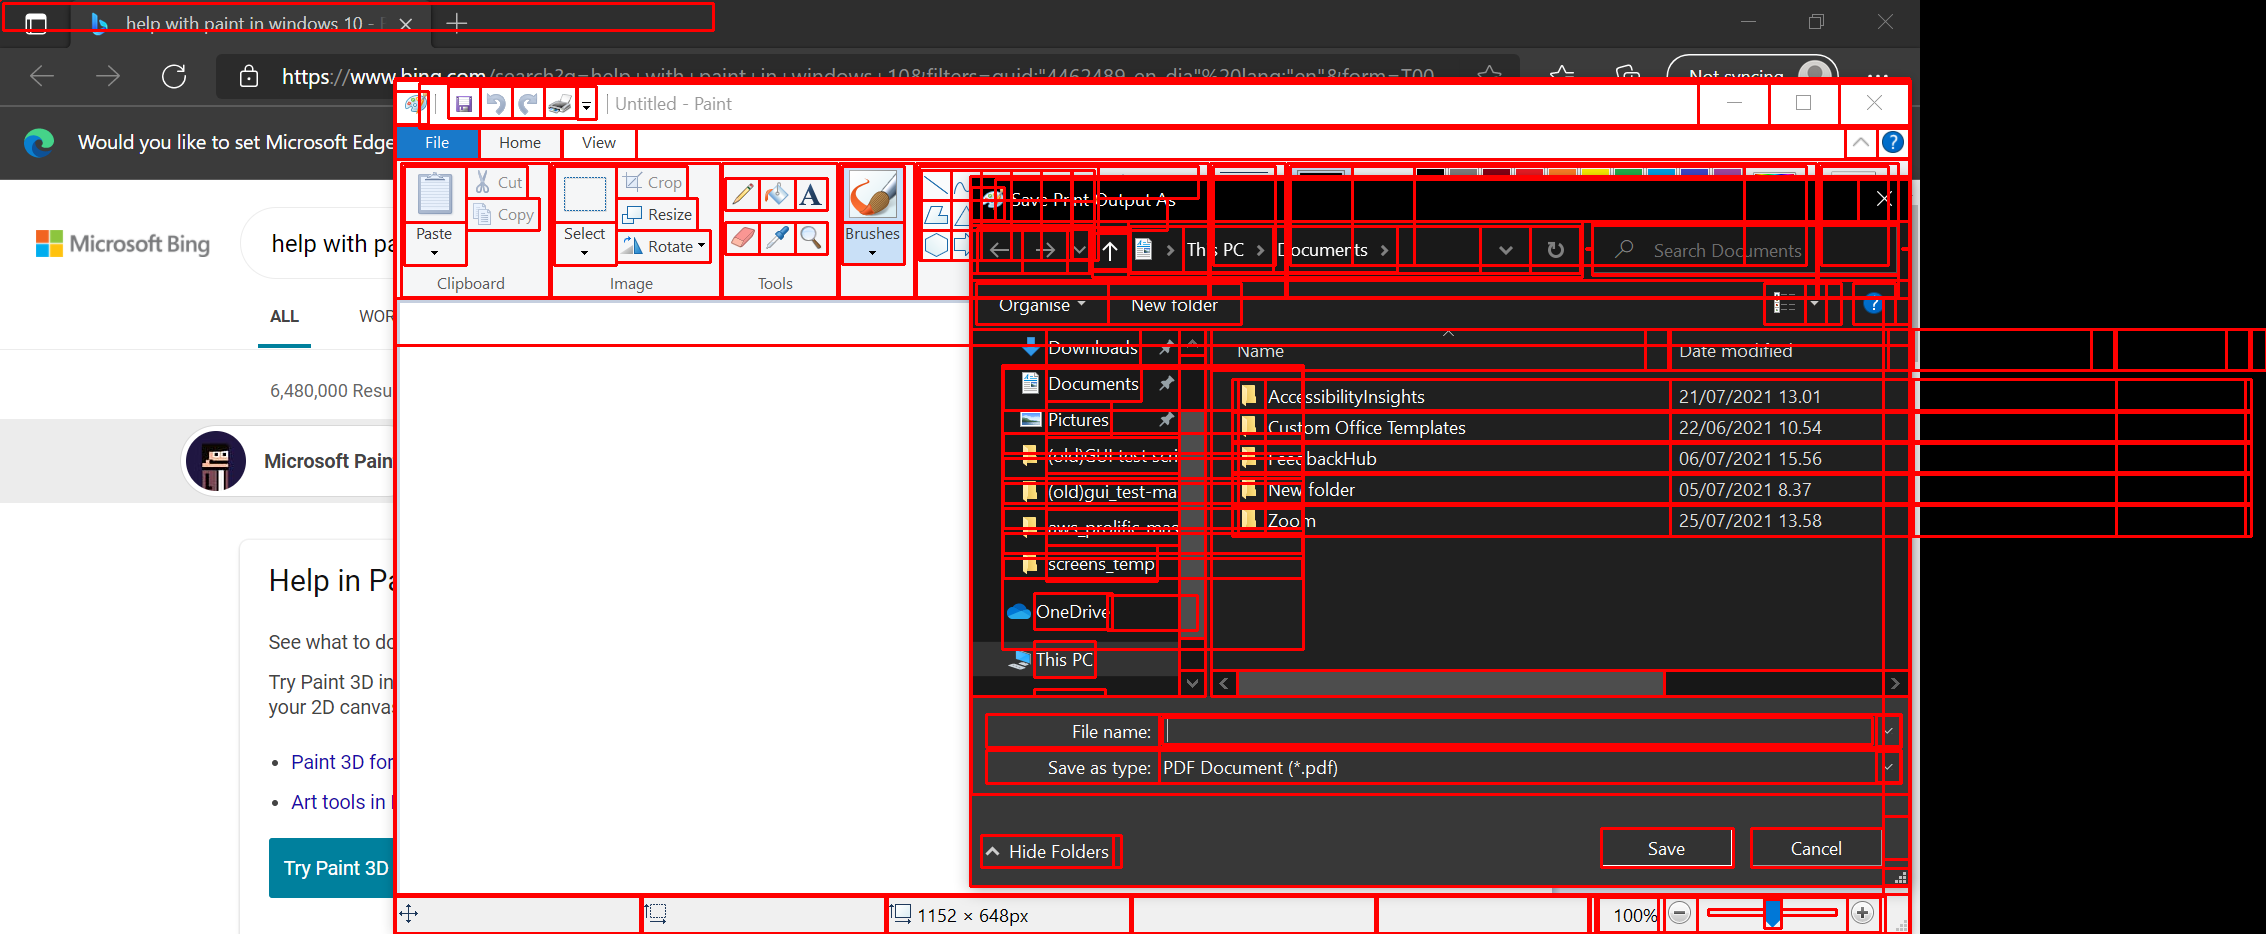 help with paint in windows 10 -
https://www.bing.com/search?q=help+with+paint+in+windows+10&filters=guid:"4462489-en-dia"%20lang:"en"&form=T00
Not syncing
Untitled - Paint
Would you like to set Microsoft Edge
File
Home
View
Cut
Crop
Copy
Resize
Paste
Select
Rotate
Brushes
Clipboard
Image
Tools
Microsoft Bing
help with pa
ALL
WOR
6,480,000 Resu
Microsoft Pain
Help in Pa
See what to do
Try Paint 3D in
your 2D canvas
Paint 3D for
Art tools in
Try Paint 3D
Save Print Output As
This PC
Documents
Search Documents
Organise
New folder
Downloads
Documents
Pictures
(old)GUI-test-scri
(old)gui_test-ma
aws_prolific-mas
screens_temp
OneDrive
This PC
Name
Date modified
AccessibilityInsights
21/07/2021 13.01
Custom Office Templates
22/06/2021 10.54
FeedbackHub
06/07/2021 15.56
New folder
05/07/2021 8.37
Zoom
25/07/2021 13.58
File name:
Save as type:
PDF Document (*.pdf)
Hide Folders
Save
Cancel
1152 × 648px
100%